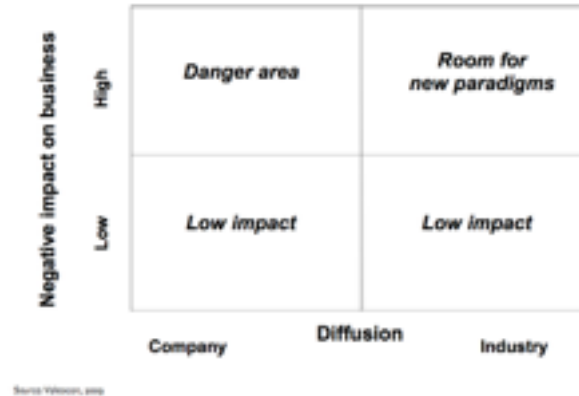 Negative impact on business
High
Low
Danger area
Room for
new paradigms
Low impact
Low impact
Diffusion
Company
Industry
Source